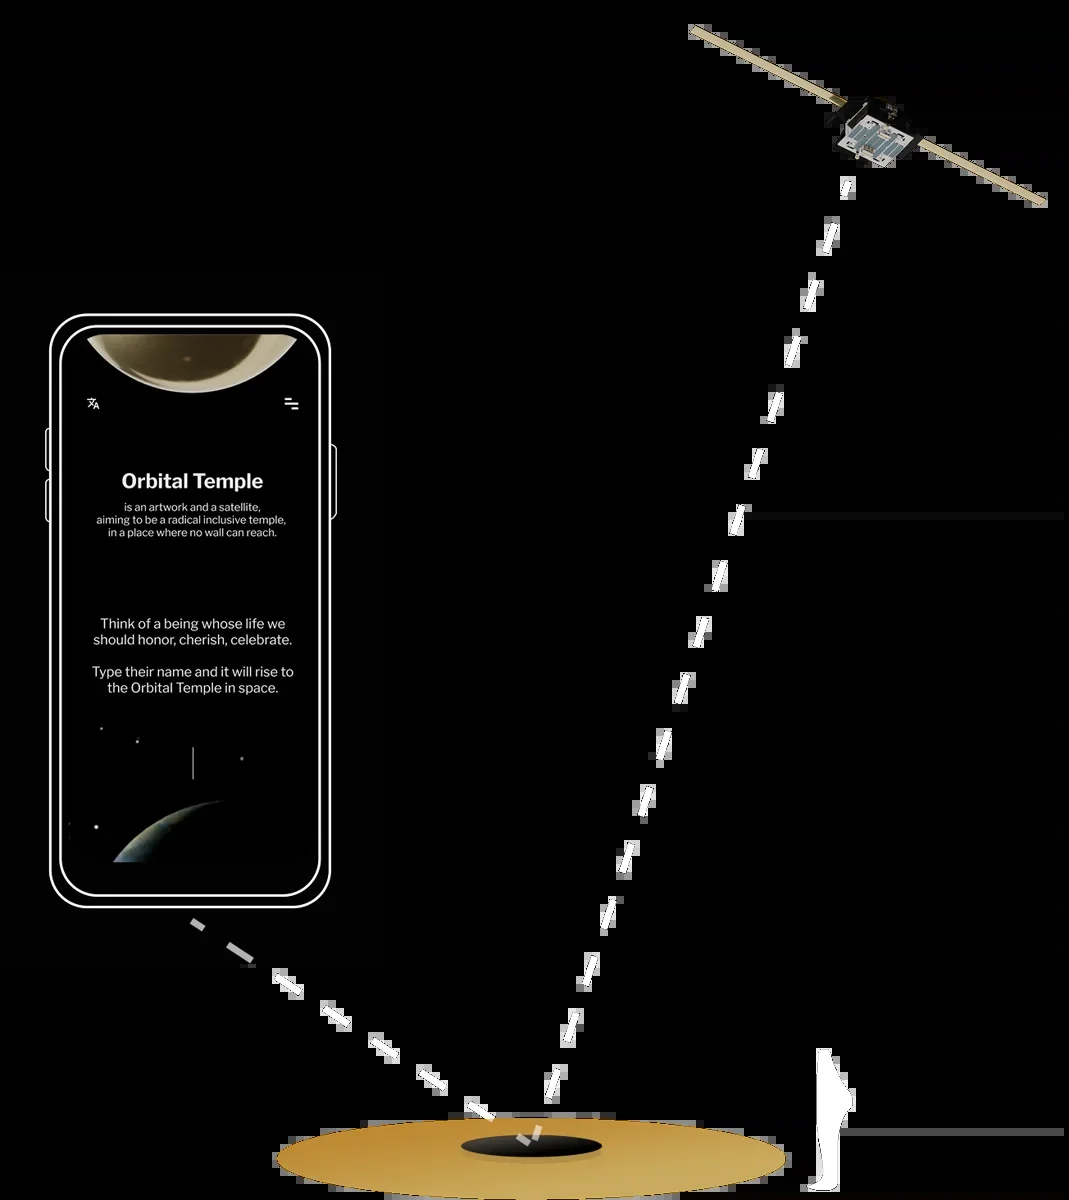 Orbital Temple
is an artwork and a satellite,
aiming to be a radical inclusive temple,
in a place where no wall can reach.
Think of a being whose life we
should honor, cherish, celebrate.
Type their name and it will rise to
the Orbital Temple in space.